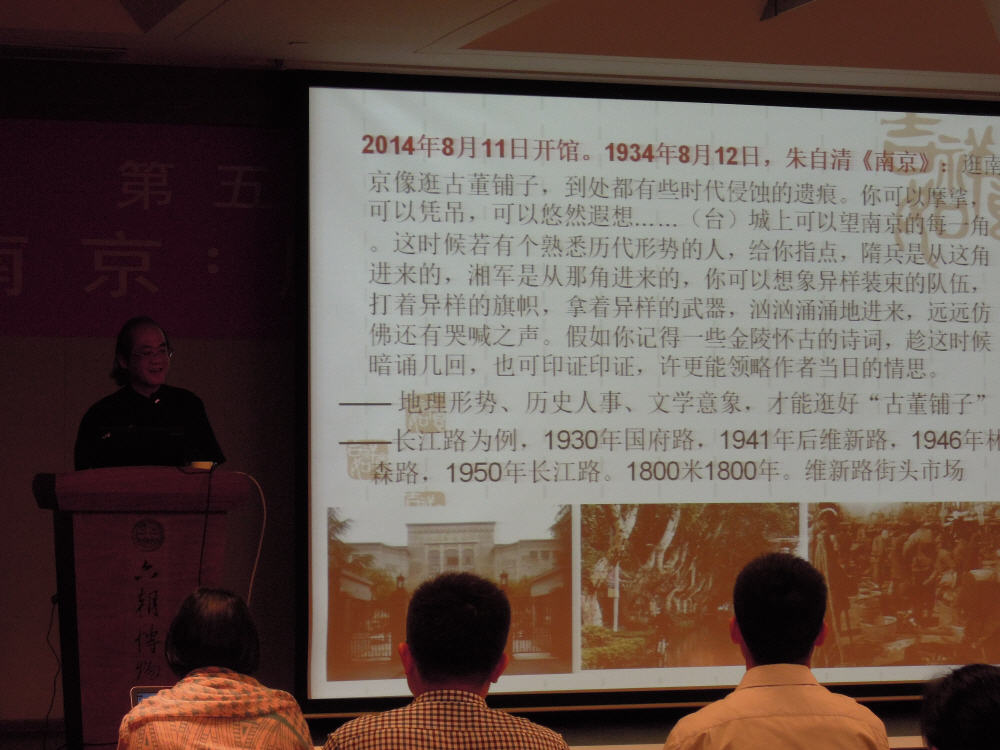 第五
南京：
2014年8月11日开馆。1934年8月12日，朱自清《南京》：逛南
京像逛古董铺子，到处都有些时代侵蚀的遗痕。你可以摩挲，
可以凭吊，可以悠然遐想……（台）城上可以望南京的每一角
。这时候若有个熟悉历代形势的人，给你指点，隋兵是从这角
进来的，湘军是从那角进来的，你可以想象异样装束的队伍，
打着异样的旗帜，拿着异样的武器，汹汹涌涌地进来，远远仿
佛还有哭喊之声。假如你记得一些金陵怀古的诗词，趁这时候
暗诵几回，也可印证印证，许更能领略作者当日的情思。
—— 地理形势、历史人事、文学意象，才能逛好“古董铺子”
——长江路为例，1930年国府路，1941年后维新路，1946年林
森路，1950年长江路。1800米1800年。维新路街头市场
六朝博物